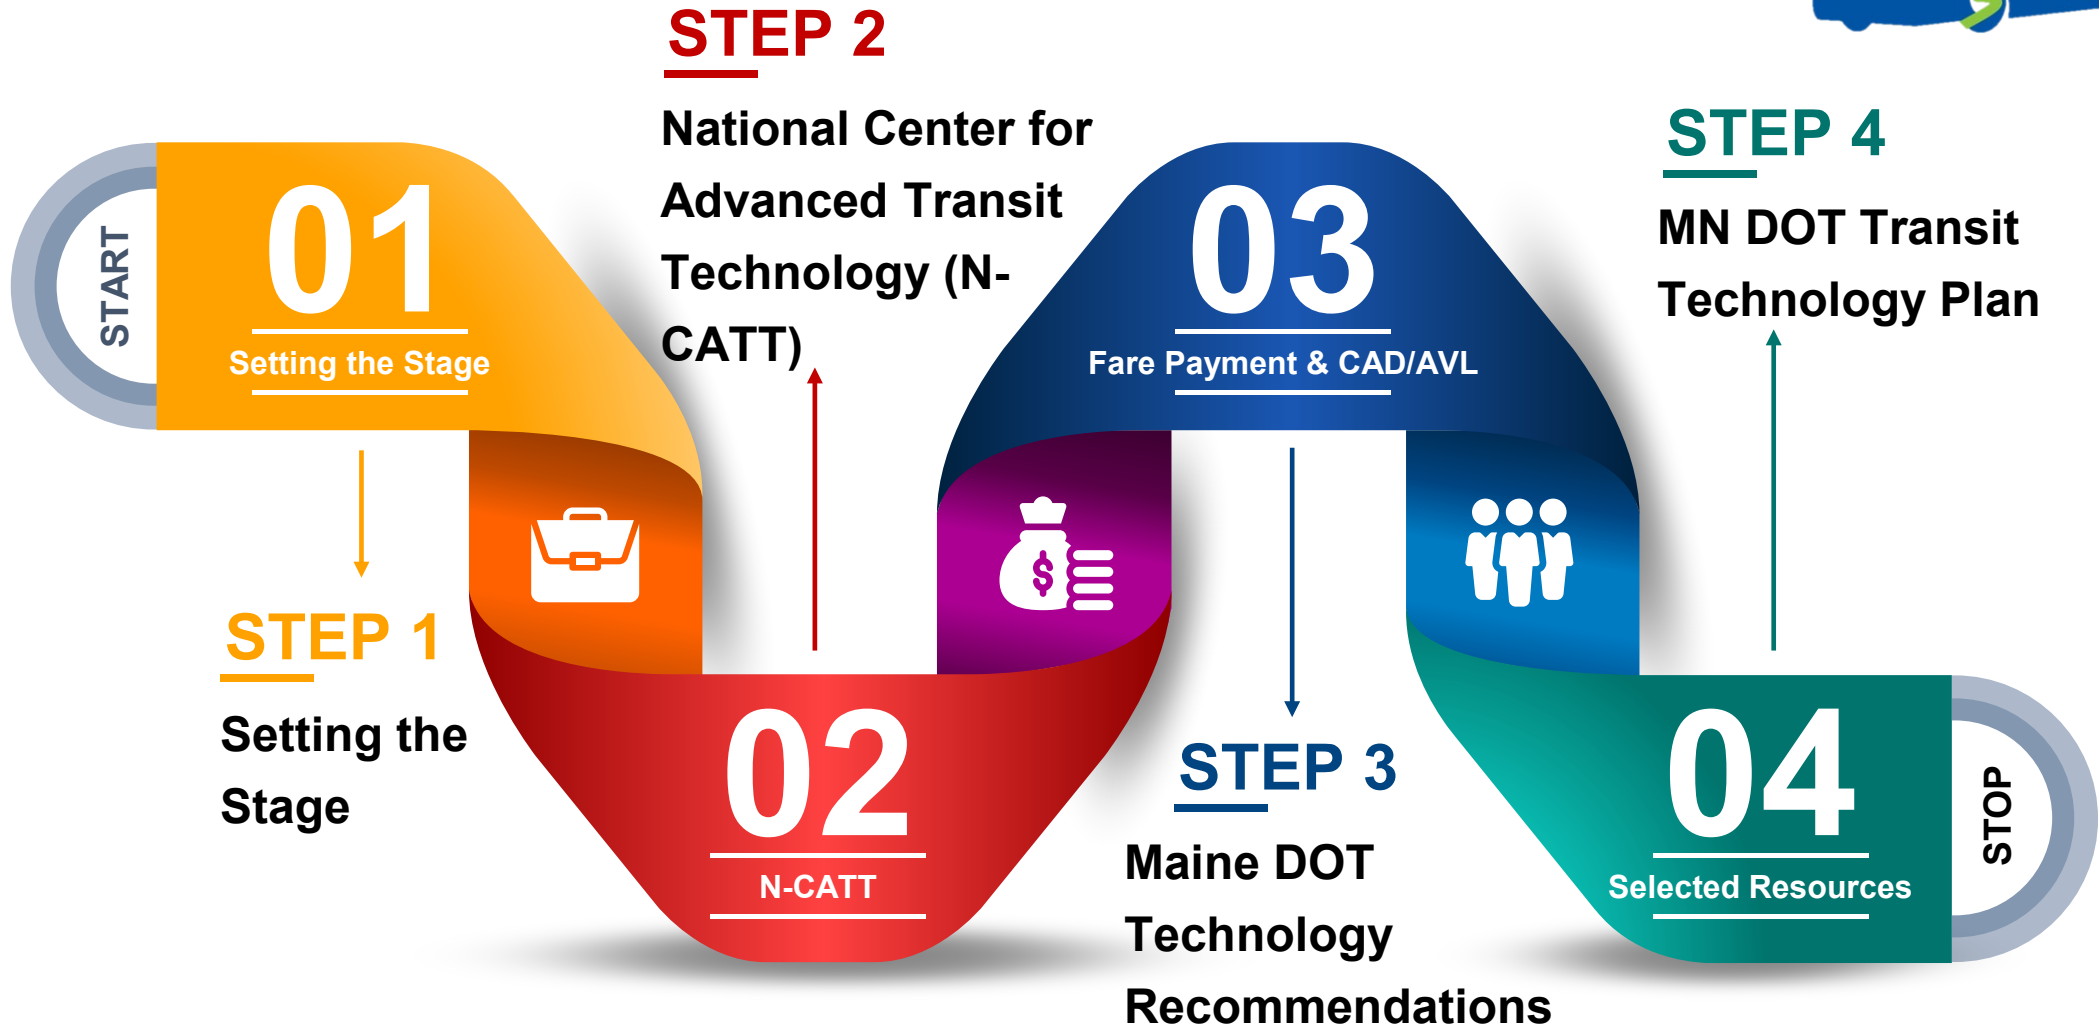 START
01
Setting the Stage
STEP 1
Setting the
Stage
STEP 2
National Center for
Advanced Transit
Technology (N-
CATT)
02
N-CATT
03
Fare Payment & CAD/AVL
STEP 3
Maine DOT
Technology
Recommendations
STEP 4
MN DOT Transit
Technology Plan
04
Selected Resources
STOP
$